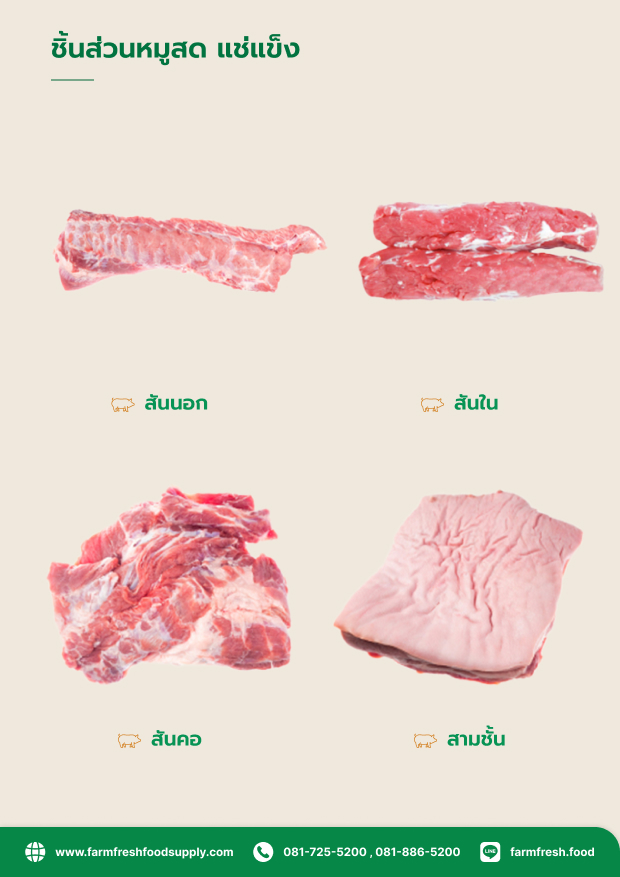 ชิ้นส่วนหมูสด แช่แข็ง
สันนอก
สันใน
สันคอ
สามชั้น
www.farmfreshfoodsupply.com
081-725-5200 , 081-886-5200
LINE
farmfresh.food